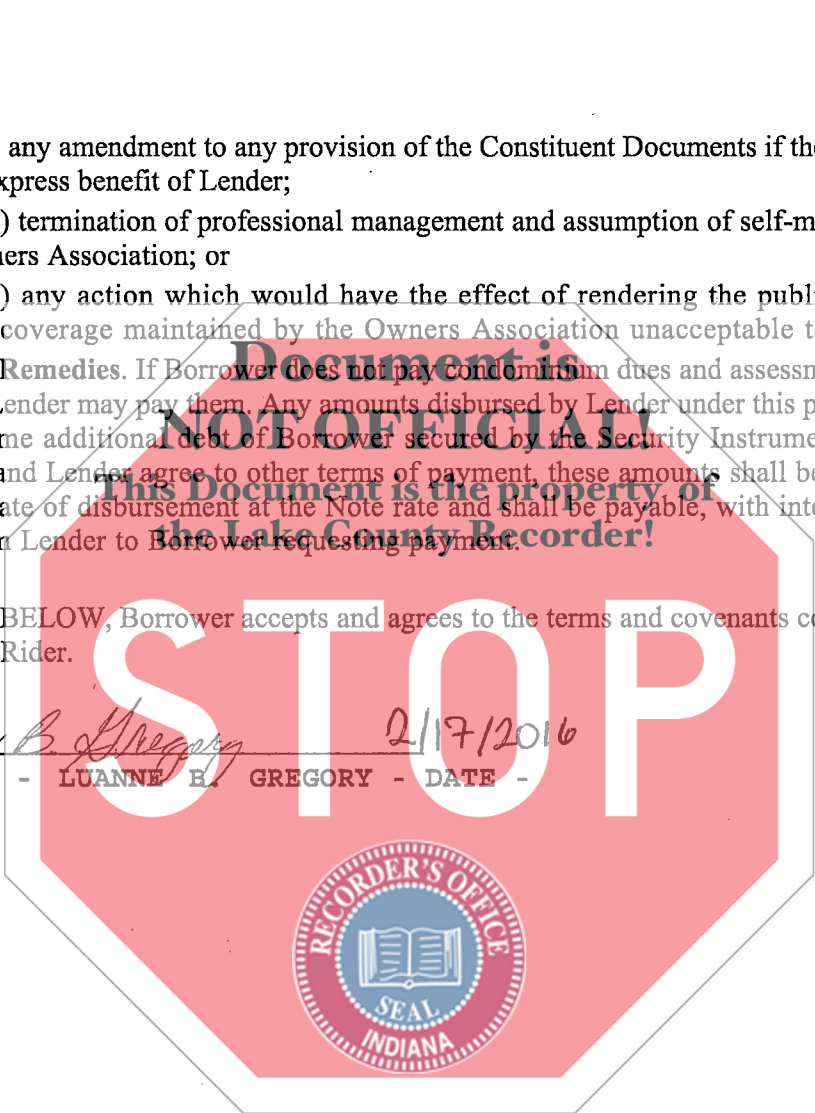 any amendment to any provision of the Constituent Documents if the
xpress benefit of Lender;
) termination of professional management and assumption of self-m
ners Association; or
) any action which would have the effect of rendering the publi
coverage maintained by the Owners Association unacceptable t
Remedies. If Borrower does not pay condominium dues and assessm
ender may pay them. Any amounts disbursed by Lender under this p
me additional debt of Borrower secured by the Security Instrume
and Lender agree to other terms of payment, these amounts shall be
ate of disbursement at the Note rate and shall be payable, with inte
n Lender to Borrower requesting payment.
Document is
NOT OFFICIAL!
This Document is the property of
the Lake County Recorder!
BELOW, Borrower accepts and agrees to the terms and covenants c
Rider.
STOP
B. Gregory 2/17/2016
- LUANNE B. GREGORY - DATE -
RECORDER'S OFFICE
SEAL
INDIANA